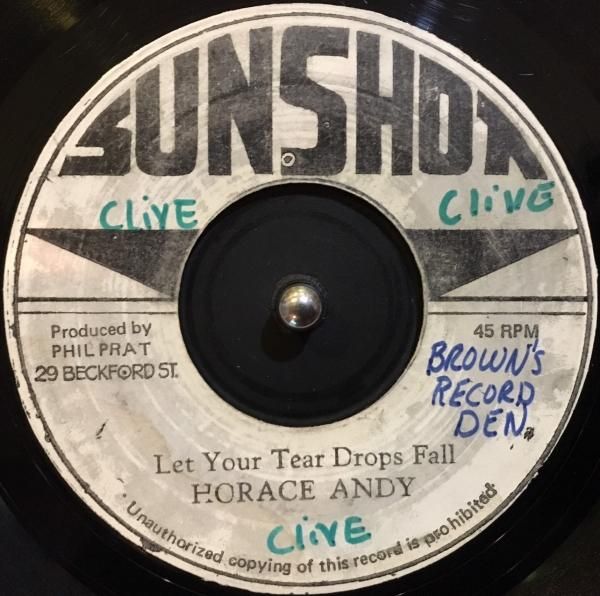 SUNSHOT
CLiVE
CLiVE
Produced by
PHIL PRAT
29 BECKFORD ST.
45 RPM
BROWN'S
RECORD
DEN
Let Your Tear Drops Fall
HORACE ANDY
CLiVE
Unauthorized copying of this record is prohibited